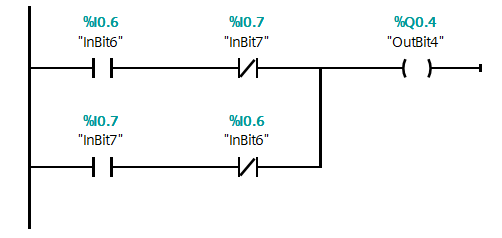 %I0.6 %I0.7 %Q0.4
"InBit6" "InBit7" "OutBit4"
%I0.7 %I0.6
"InBit7" "InBit6"